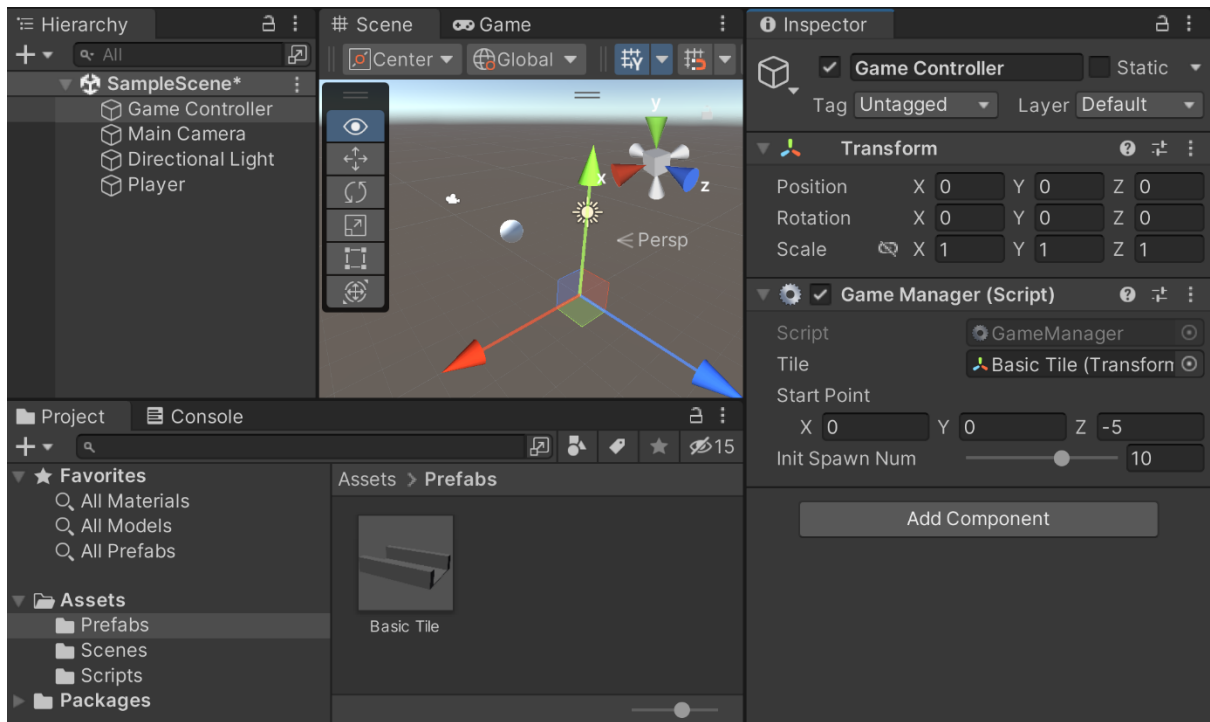 Hierarchy
All
SampleScene*
Game Controller
Main Camera
Directional Light
Player
Scene
Game
Center
Global
y
x
z
Persp
Inspector
Game Controller
Static
Tag Untagged
Layer Default
Transform
Position X 0 Y 0 Z 0
Rotation X 0 Y 0 Z 0
Scale X 1 Y 1 Z 1
Game Manager (Script)
Script GameManager
Tile Basic Tile (Transform
Start Point
X 0 Y 0 Z -5
Init Spawn Num 10
Add Component
Project
Console
15
Favorites
All Materials
All Models
All Prefabs
Assets
Prefabs
Scenes
Scripts
Packages
Assets > Prefabs
Basic Tile